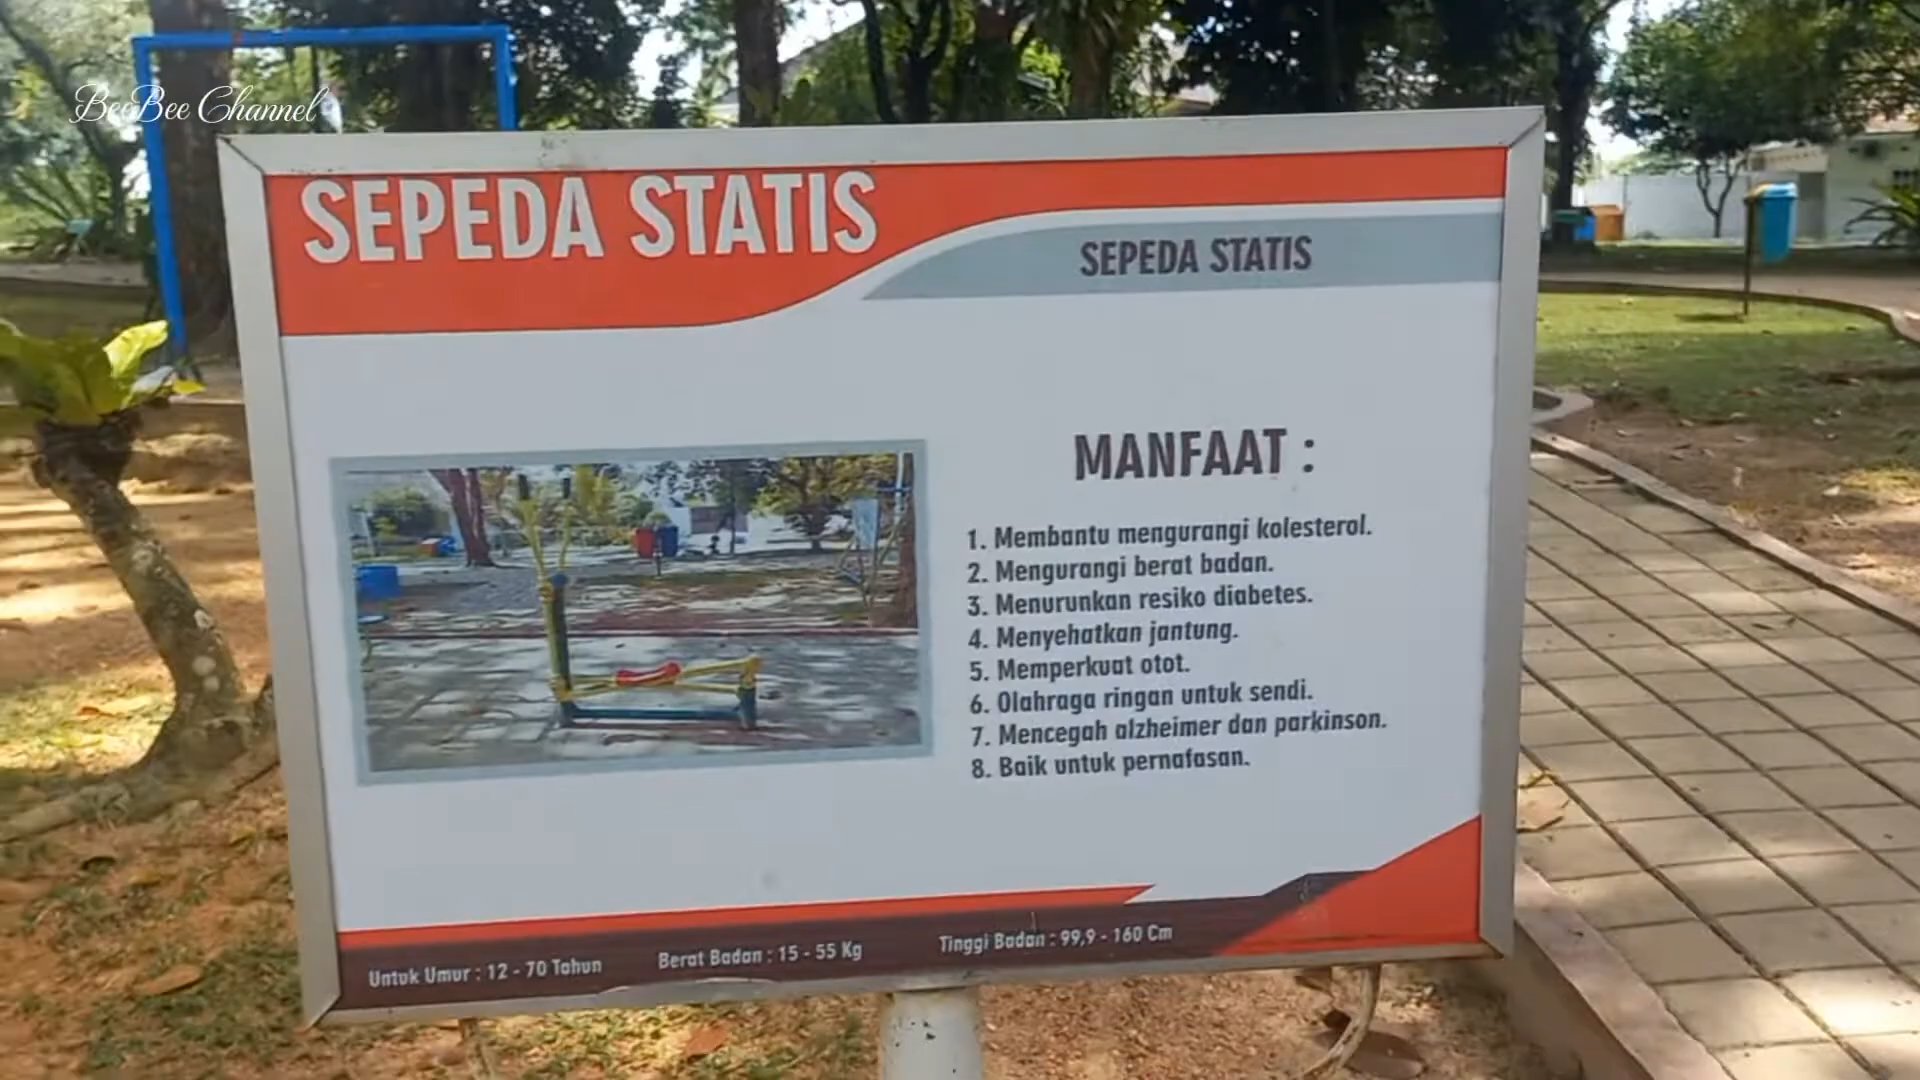 BeeBee Channel
SEPEDA STATIS
SEPEDA STATIS
MANFAAT :
1. Membantu mengurangi kolesterol.
2. Mengurangi berat badan.
3. Menurunkan resiko diabetes.
4. Menyehatkan jantung.
5. Memperkuat otot.
6. Olahraga ringan untuk sendi.
7. Mencegah alzheimer dan parkinson.
8. Baik untuk pernafasan.
Untuk Umur : 12 - 70 Tahun Berat Badan : 15 - 55 Kg Tinggi Badan : 99,9 - 160 Cm